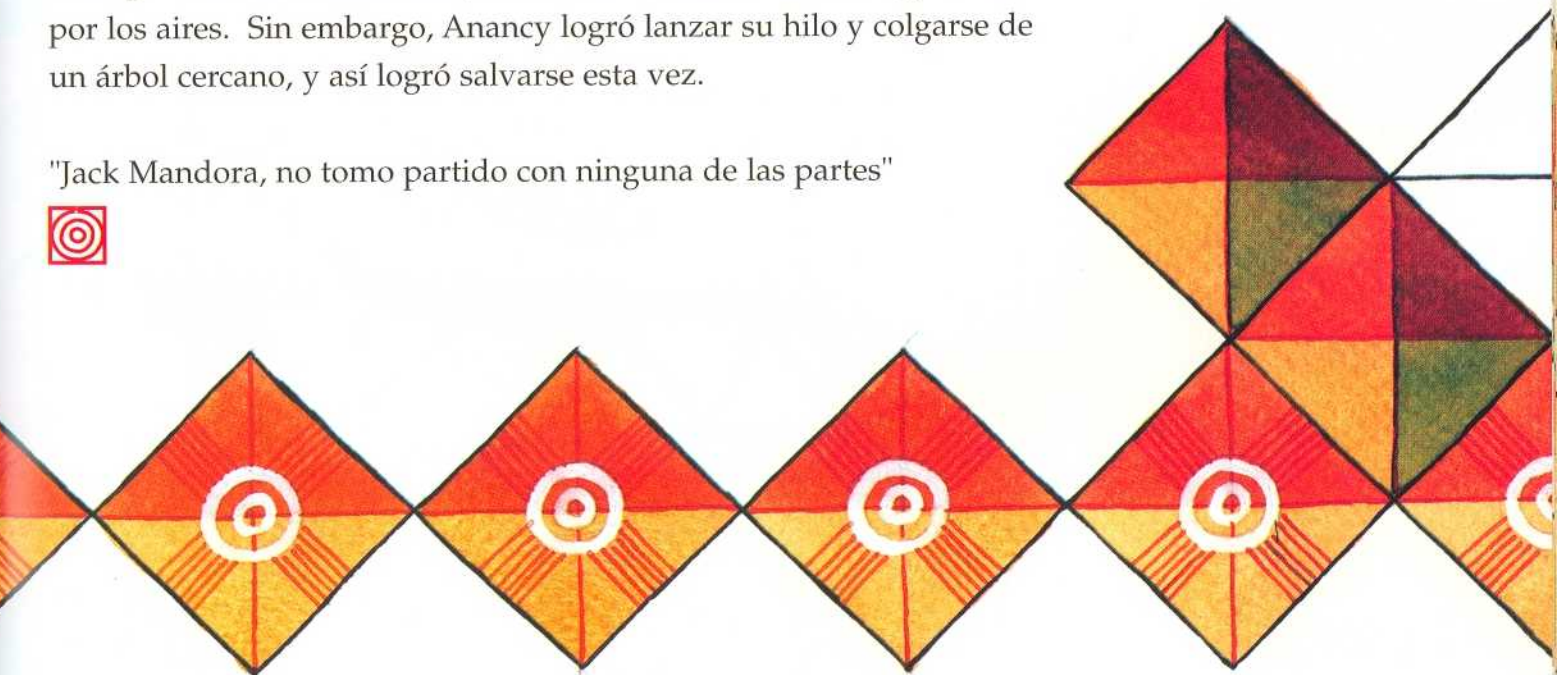 por los aires. Sin embargo, Anancy logró lanzar su hilo y colgarse de
un árbol cercano, y así logró salvarse esta vez.
"Jack Mandora, no tomo partido con ninguna de las partes"